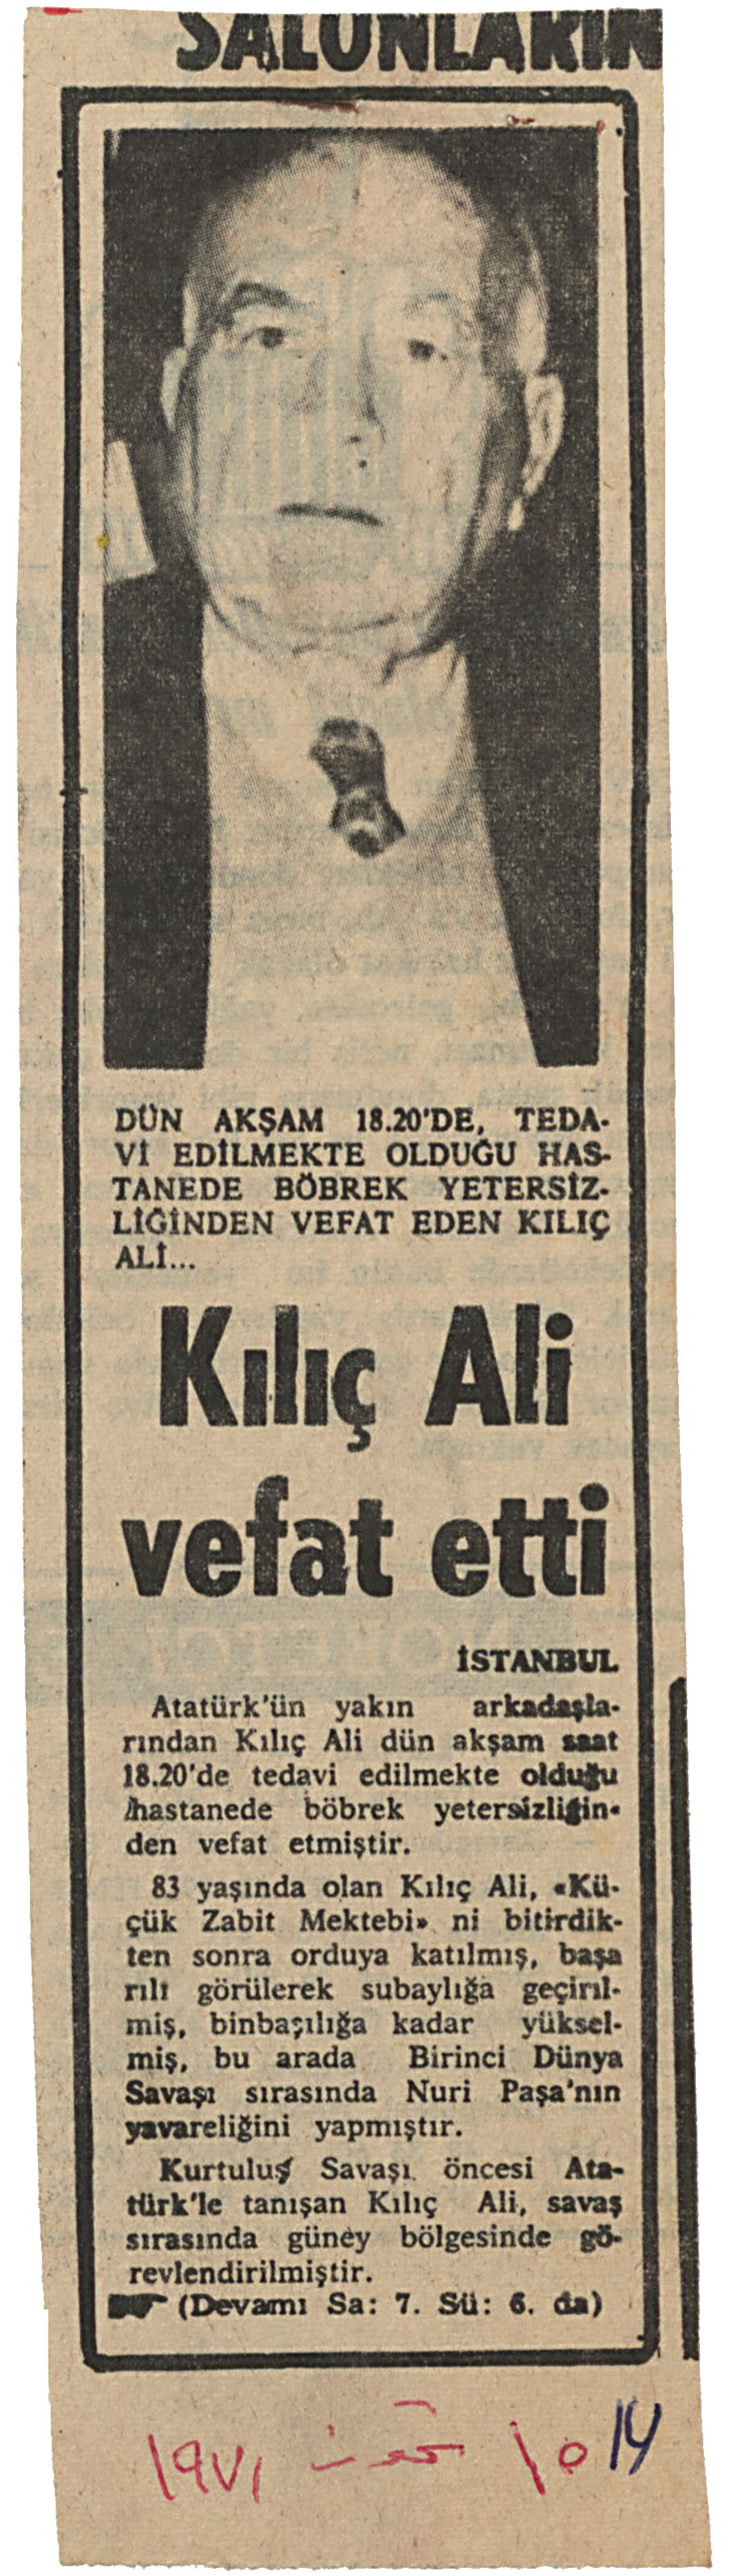 SALONLARIN
DÜN AKŞAM 18.20'DE, TEDA-
Vİ EDİLMEKTE OLDUĞU HAS-
TANEDE BÖBREK YETERSİZ-
LİĞİNDEN VEFAT EDEN KILIÇ
ALİ...
Kılıç Ali
vefat etti
İSTANBUL
Atatürk'ün yakın arkadaşla-
rından Kılıç Ali dün akşam saat
18.20'de tedavi edilmekte olduğu
hastanede böbrek yetersizliğin-
den vefat etmiştir.
83 yaşında olan Kılıç Ali, «Kü-
çük Zabit Mektebi» ni bitirdik-
ten sonra orduya katılmış, başa
rılı görülerek subaylığa geçiril-
miş, binbaşılığa kadar yüksel-
miş, bu arada Birinci Dünya
Savaşı sırasında Nuri Paşa'nın
yavareliğini yapmıştır.
Kurtuluş Savaşı öncesi Ata-
türk'le tanışan Kılıç Ali, savaş
sırasında güney bölgesinde gö-
revlendirilmiştir.
(Devamı Sa: 7. Sü: 6. da)
١٥ تموز ١٩٧١
14